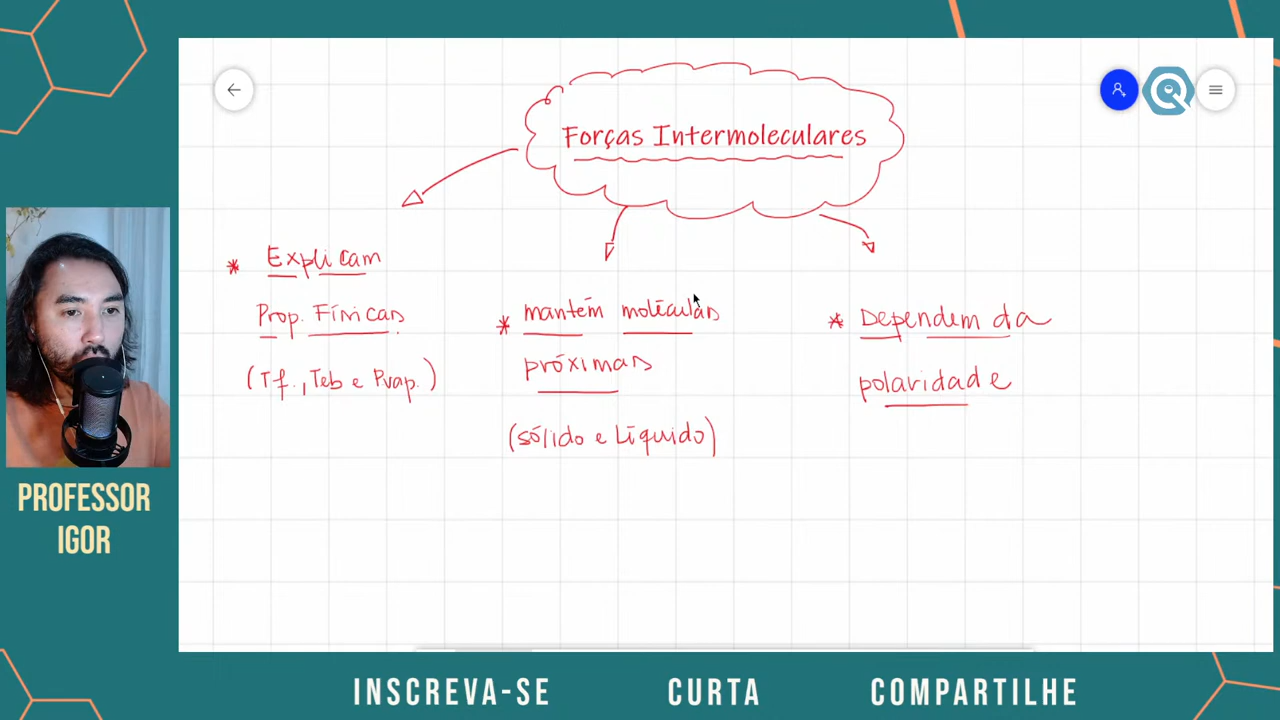 Forças Intermoleculares
* Explicam
Prop. Físicas
(Tf., Teb e Pvap.)
* mantém moléculas
próximas
(sólido e Líquido)
* Dependem da
polaridade
PROFESSOR
IGOR
INSCREVA-SE CURTA COMPARTILHE